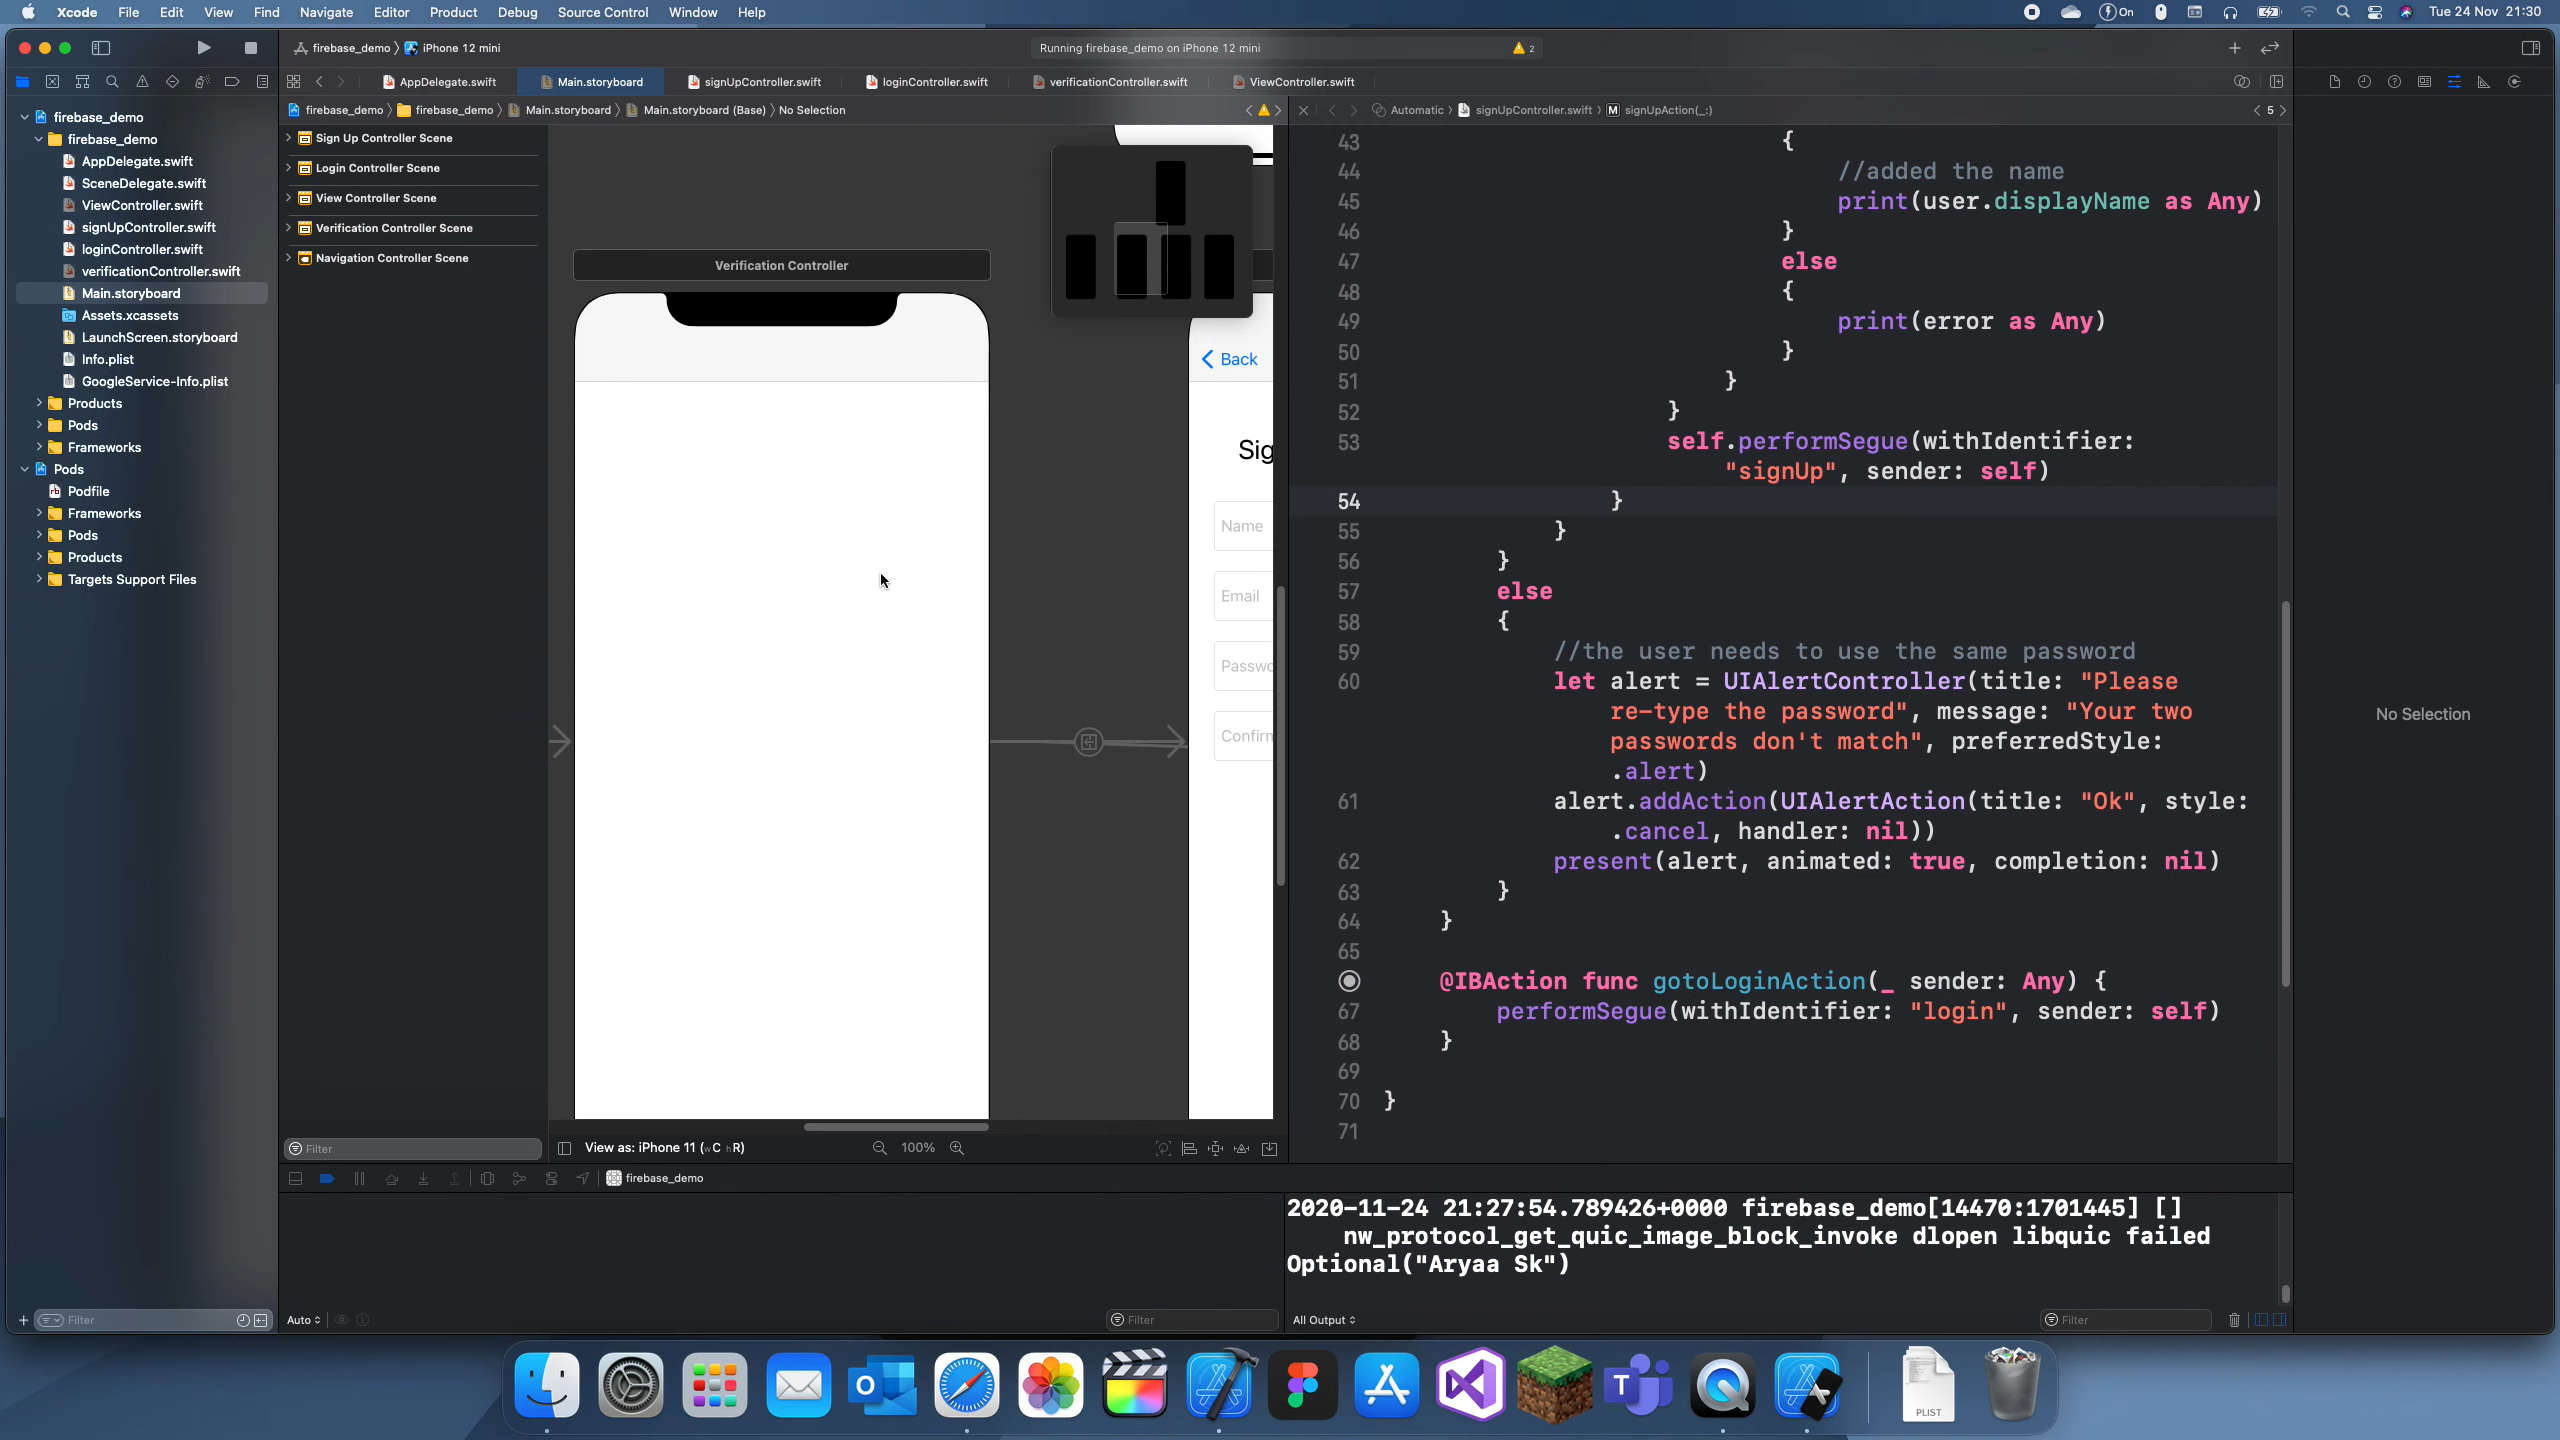 Xcode File Edit View Find Navigate Editor Product Debug Source Control Window Help On Tue 24 Nov 21:30
firebase_demo iPhone 12 mini Running firebase_demo on iPhone 12 mini 2
AppDelegate.swift Main.storyboard signUpController.swift loginController.swift verificationController.swift ViewController.swift
firebase_demo firebase_demo Main.storyboard Main.storyboard (Base) No Selection
Automatic signUpController.swift M signUpAction(_:) 5
firebase_demo
firebase_demo
AppDelegate.swift
SceneDelegate.swift
ViewController.swift
signUpController.swift
loginController.swift
verificationController.swift
Main.storyboard
Assets.xcassets
LaunchScreen.storyboard
Info.plist
GoogleService-Info.plist
Products
Pods
Frameworks
Pods
Podfile
Frameworks
Pods
Products
Targets Support Files
Filter
Sign Up Controller Scene
Login Controller Scene
View Controller Scene
Verification Controller Scene
Navigation Controller Scene
Filter
Verification Controller
Back
Sig
Name
Email
Passwo
Confirn
View as: iPhone 11 (wC hR) 100%
43 {
44 //added the name
45 print(user.displayName as Any)
46 }
47 else
48 {
49 print(error as Any)
50 }
51 }
52 }
53 self.performSegue(withIdentifier:
"signUp", sender: self)
54 }
55 }
56 }
57 else
58 {
59 //the user needs to use the same password
60 let alert = UIAlertController(title: "Please
re-type the password", message: "Your two
passwords don't match", preferredStyle:
.alert)
61 alert.addAction(UIAlertAction(title: "Ok", style:
.cancel, handler: nil))
62 present(alert, animated: true, completion: nil)
63 }
64 }
65
@IBAction func gotoLoginAction(_ sender: Any) {
67 performSegue(withIdentifier: "login", sender: self)
68 }
69
70 }
71
No Selection
firebase_demo
2020-11-24 21:27:54.789426+0000 firebase_demo[14470:1701445] []
nw_protocol_get_quic_image_block_invoke dlopen libquic failed
Optional("Aryaa Sk")
Auto Filter All Output Filter
PLIST